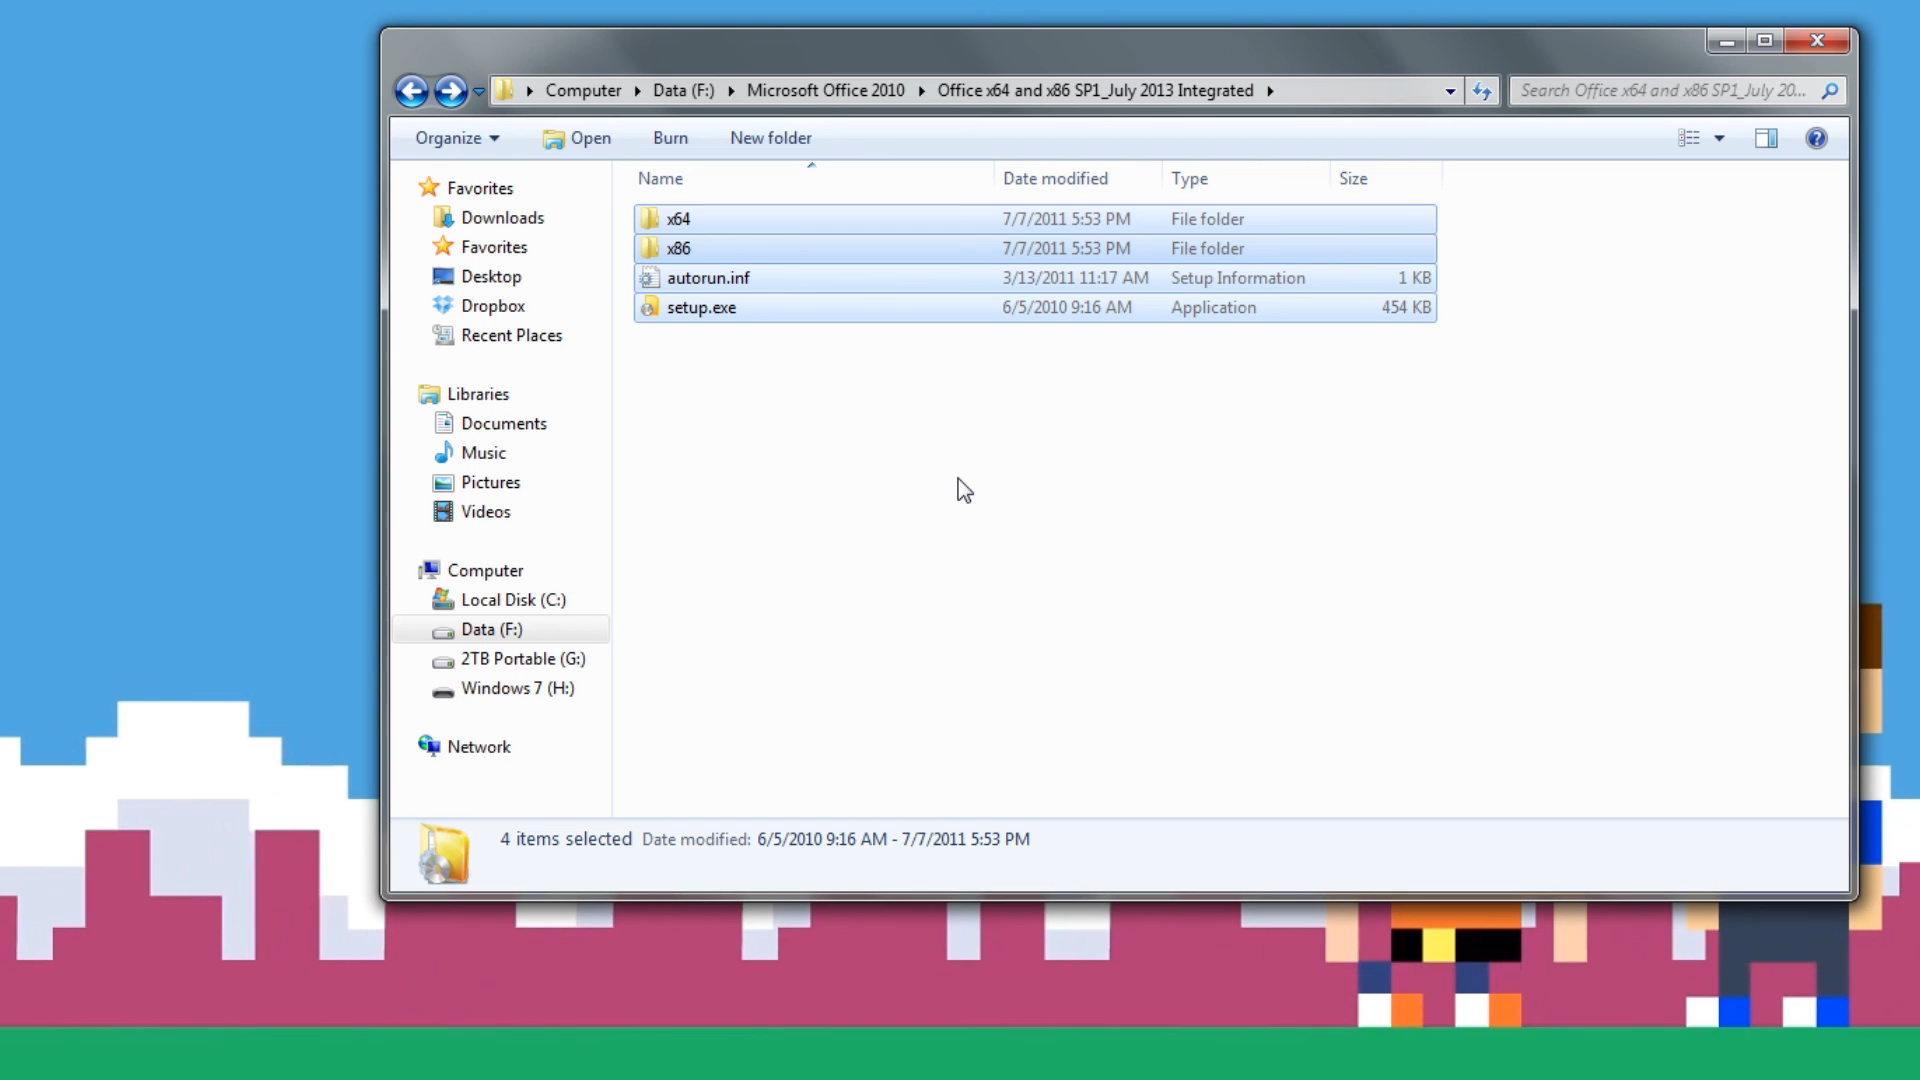 Computer Data (F:) Microsoft Office 2010 Office x64 and x86 SP1_July 2013 Integrated Search Office x64 and x86 SP1_July 20...
Organize Open Burn New folder
Name Date modified Type Size
x64 7/7/2011 5:53 PM File folder
x86 7/7/2011 5:53 PM File folder
autorun.inf 3/13/2011 11:17 AM Setup Information 1 KB
setup.exe 6/5/2010 9:16 AM Application 454 KB
Favorites
Downloads
Favorites
Desktop
Dropbox
Recent Places
Libraries
Documents
Music
Pictures
Videos
Computer
Local Disk (C:)
Data (F:)
2TB Portable (G:)
Windows 7 (H:)
Network
4 items selected Date modified: 6/5/2010 9:16 AM - 7/7/2011 5:53 PM